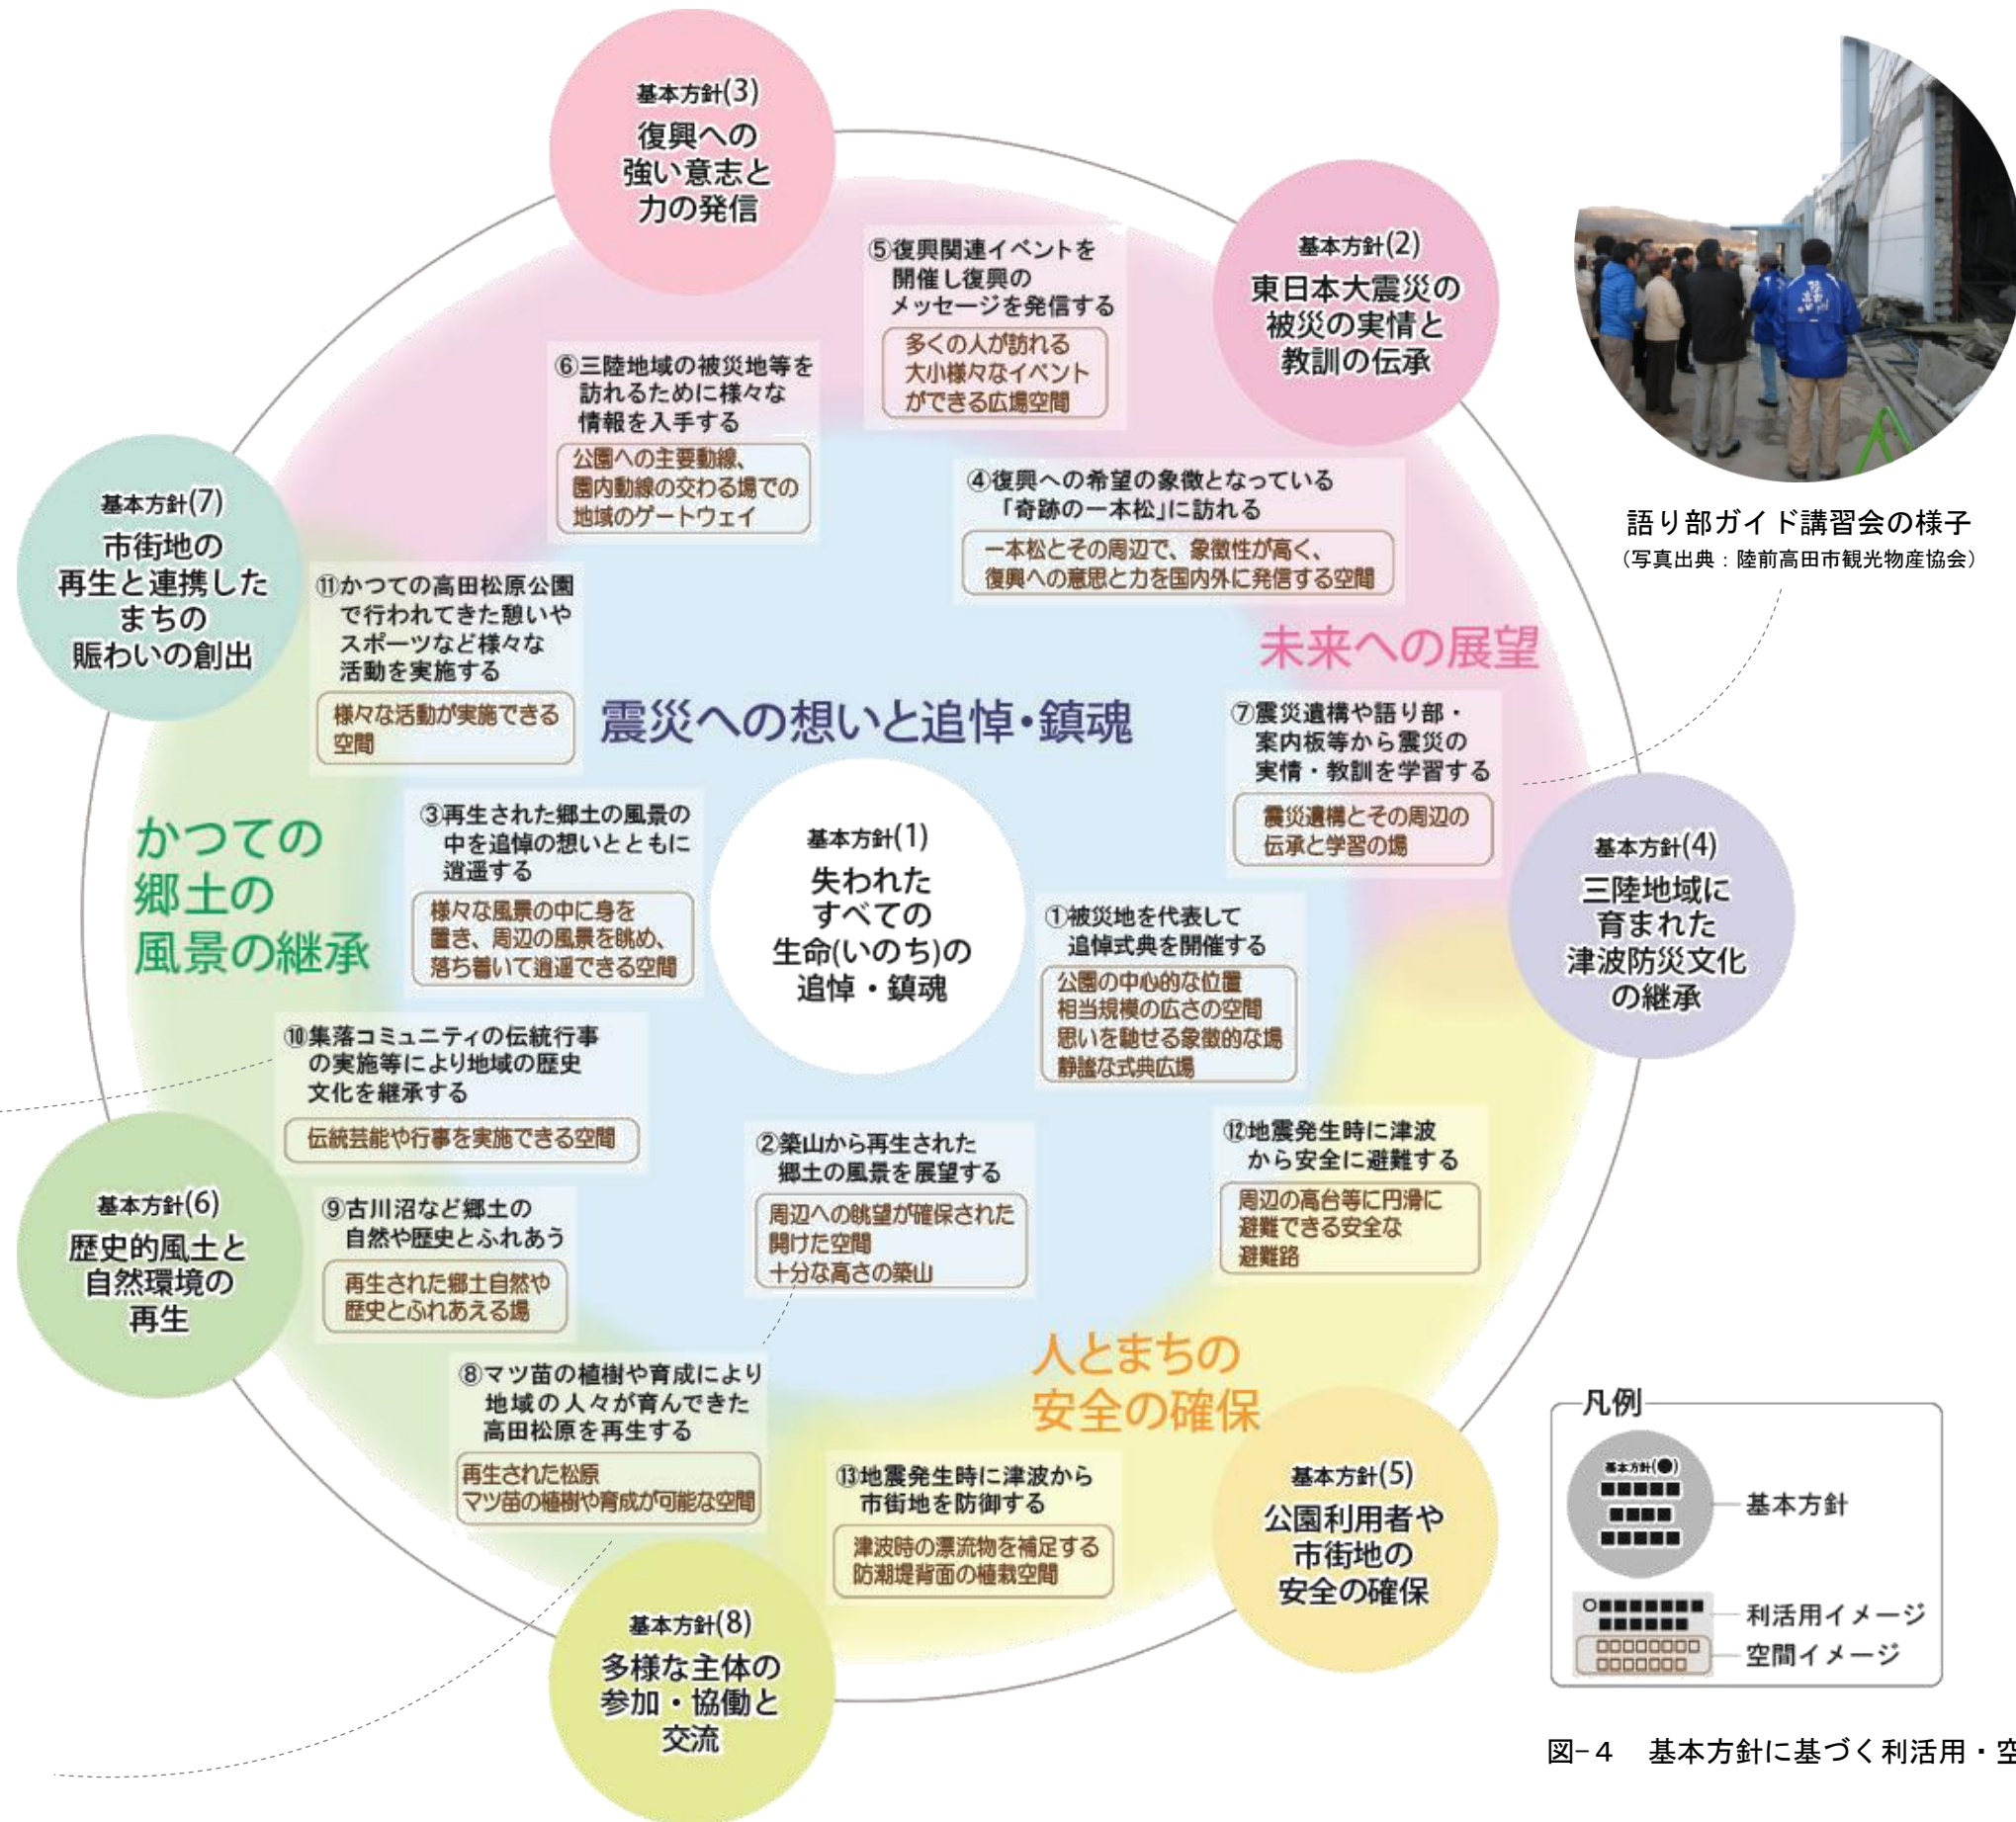 基本方針(3)
復興への
強い意志と
力の発信
基本方針(2)
東日本大震災の
被災の実情と
教訓の伝承
語り部ガイド講習会の様子
(写真出典：陸前高田市観光物産協会)
⑤復興関連イベントを
開催し復興の
メッセージを発信する
多くの人が訪れる
大小様々なイベント
ができる広場空間
⑥三陸地域の被災地等を
訪れるために様々な
情報を入手する
公園への主要動線、
園内動線の交わる場での
地域のゲートウェイ
④復興への希望の象徴となっている
「奇跡の一本松」に訪れる
一本松とその周辺で、象徴性が高く、
復興への意思と力を国内外に発信する空間
基本方針(7)
市街地の
再生と連携した
まちの
賑わいの創出
⑪かつての高田松原公園
で行われてきた憩いや
スポーツなど様々な
活動を実施する
様々な活動が実施できる
空間
未来への展望
震災への想いと追悼・鎮魂
⑦震災遺構や語り部・
案内板等から震災の
実情・教訓を学習する
震災遺構とその周辺の
伝承と学習の場
かつての
郷土の
風景の継承
③再生された郷土の風景の
中を追悼の想いとともに
逍遥する
様々な風景の中に身を
置き、周辺の風景を眺め、
落ち着いて逍遥できる空間
基本方針(1)
失われた
すべての
生命(いのち)の
追悼・鎮魂
①被災地を代表して
追悼式典を開催する
公園の中心的な位置
相当規模の広さの空間
思いを馳せる象徴的な場
静謐な式典広場
基本方針(4)
三陸地域に
育まれた
津波防災文化
の継承
⑩集落コミュニティの伝統行事
の実施等により地域の歴史
文化を継承する
伝統芸能や行事を実施できる空間
②築山から再生された
郷土の風景を展望する
周辺への眺望が確保された
開けた空間
十分な高さの築山
⑫地震発生時に津波
から安全に避難する
周辺の高台等に円滑に
避難できる安全な
避難路
基本方針(6)
歴史的風土と
自然環境の
再生
⑨古川沼など郷土の
自然や歴史とふれあう
再生された郷土自然や
歴史とふれあえる場
⑧マツ苗の植樹や育成により
地域の人々が育んできた
高田松原を再生する
再生された松原
マツ苗の植樹や育成が可能な空間
人とまちの
安全の確保
⑬地震発生時に津波から
市街地を防御する
津波時の漂流物を補足する
防潮堤背面の植栽空間
基本方針(5)
公園利用者や
市街地の
安全の確保
基本方針(8)
多様な主体の
参加・協働と
交流
凡例
基本方針(●)
■■■■■
■■■■
■■■■■
基本方針
○■■■■■■■
■■■■■■
利活用イメージ
□□□□□□□□
□□□□□□□
空間イメージ
図-4 基本方針に基づく利活用・空